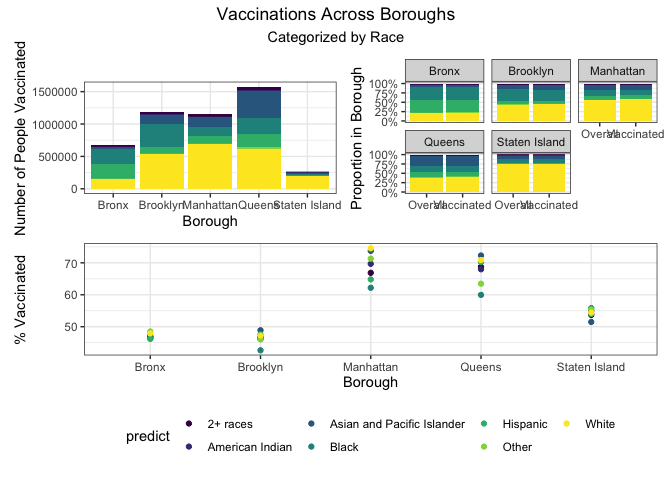 Vaccinations Across Boroughs
Categorized by Race
Number of People Vaccinated
1500000
1000000
500000
0
Bronx Brooklyn Manhattan Queens Staten Island
Borough
Proportion in Borough
Bronx Brooklyn Manhattan
100%
75%
50%
25%
0%
Overall Vaccinated
Queens Staten Island
100%
75%
50%
25%
0%
Overall Vaccinated Overall Vaccinated
% Vaccinated
70
60
50
Bronx Brooklyn Manhattan Queens Staten Island
Borough
predict
2+ races Asian and Pacific Islander Hispanic White
American Indian Black Other